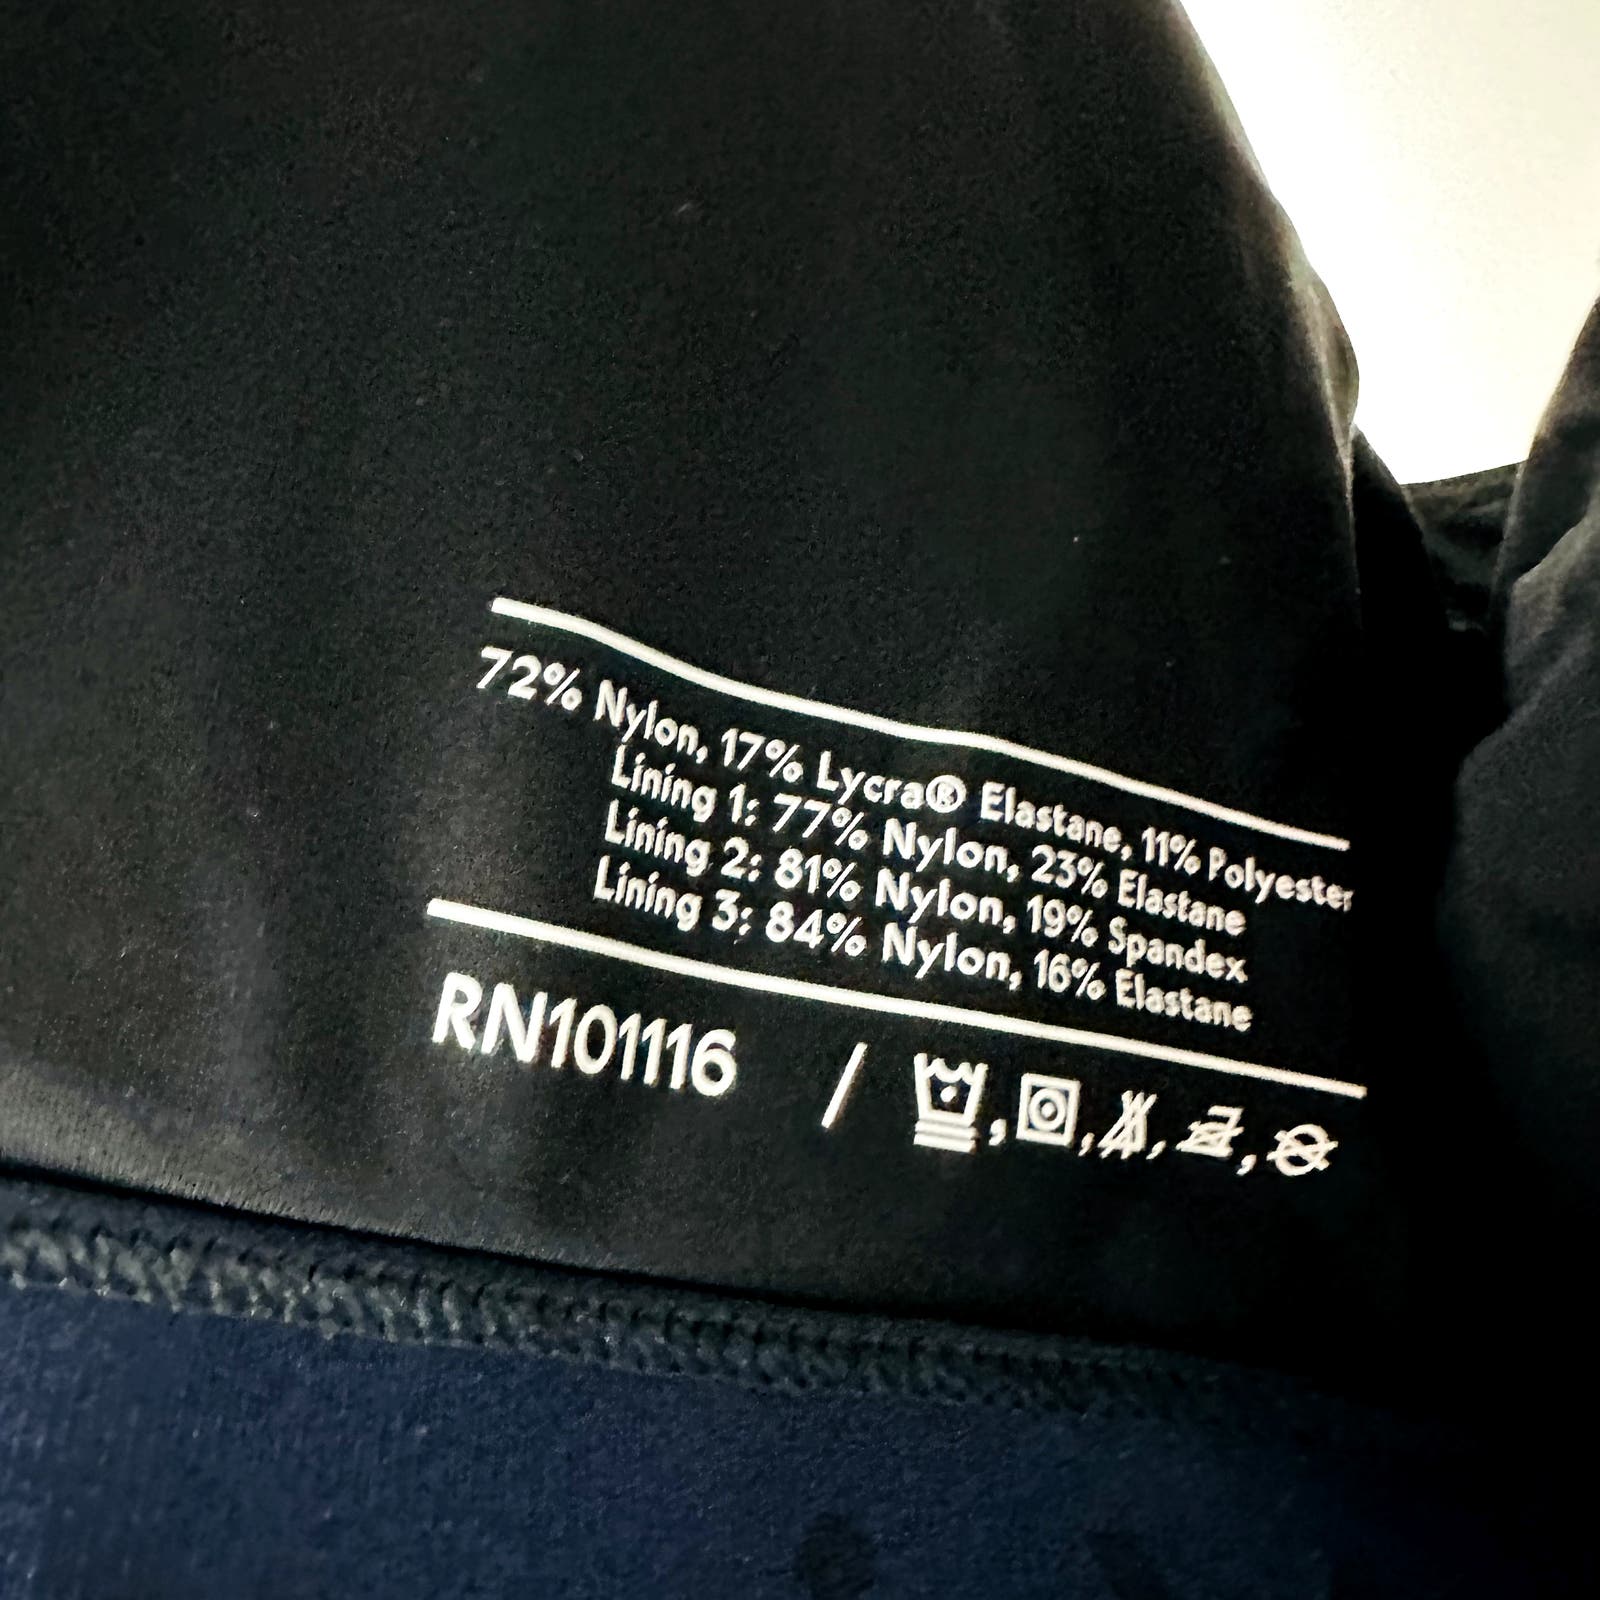 72% Nylon, 17% Lycra® Elastane, 11% Polyester
Lining 1: 77% Nylon, 23% Elastane
Lining 2: 81% Nylon, 19% Spandex
Lining 3: 84% Nylon, 16% Elastane
RN101116 /